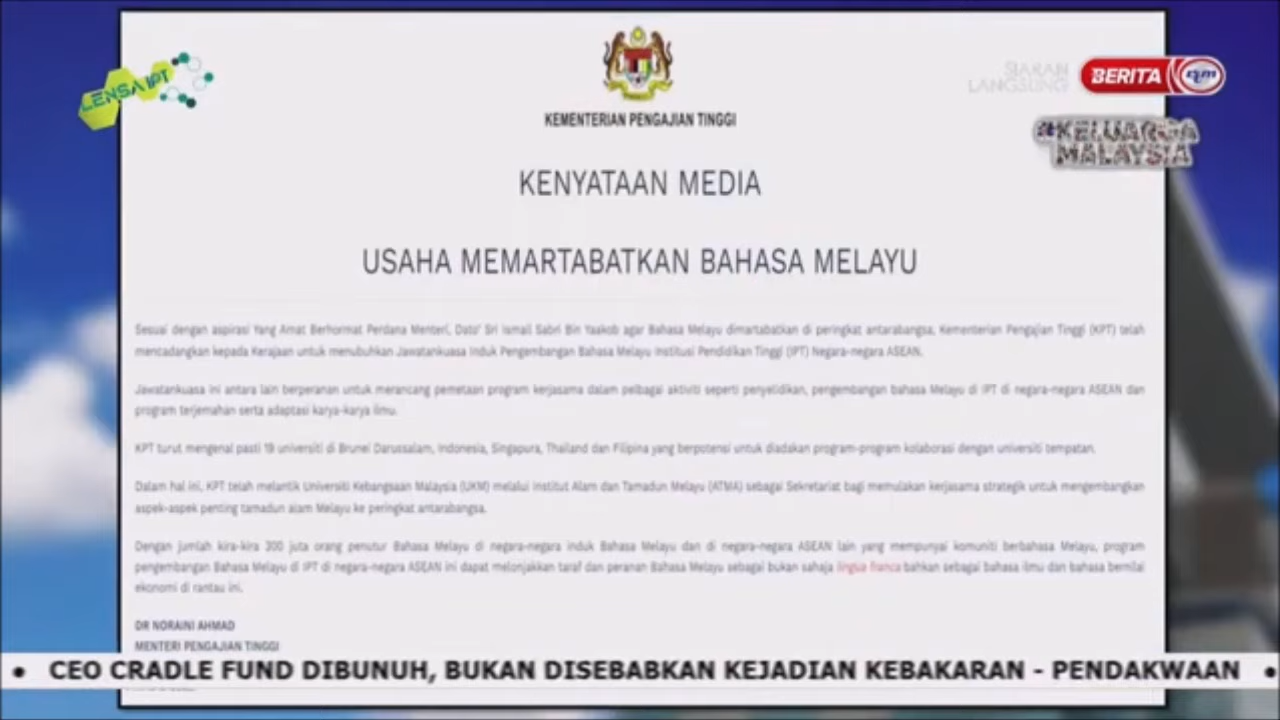 LENSA IPT
SIARAN
LANGSUNG
BERITA rtm
#KELUARGA
MALAYSIA
KEMENTERIAN PENGAJIAN TINGGI
KENYATAAN MEDIA
USAHA MEMARTABATKAN BAHASA MELAYU
Sesuai dengan aspirasi Yang Amat Berhormat Perdana Menteri, Dato' Sri Ismail Sabri Bin Yaakob agar Bahasa Melayu dimartabatkan di peringkat antarabangsa, Kementerian Pengajian Tinggi (KPT) telah
mencadangkan kepada Kerajaan untuk menubuhkan Jawatankuasa Induk Pengembangan Bahasa Melayu Institusi Pendidikan Tinggi (IPT) Negara-negara ASEAN.
Jawatankuasa ini antara lain berperanan untuk merancang pemetaan program kerjasama dalam pelbagai aktiviti seperti penyelidikan, pengembangan bahasa Melayu di IPT di negara-negara ASEAN dan
program terjemahan serta adaptasi karya-karya ilmu.
KPT turut mengenal pasti 19 universiti di Brunei Darussalam, Indonesia, Singapura, Thailand dan Filipina yang berpotensi untuk diadakan program-program kolaborasi dengan universiti tempatan.
Dalam hal ini, KPT telah melantik Universiti Kebangsaan Malaysia (UKM) melalui Institut Alam dan Tamadun Melayu (ATMA) sebagai Sekretariat bagi memulakan kerjasama strategik untuk mengembangkan
aspek-aspek penting tamadun alam Melayu ke peringkat antarabangsa.
Dengan jumlah kira-kira 300 juta orang penutur Bahasa Melayu di negara-negara induk Bahasa Melayu dan di negara-negara ASEAN lain yang mempunyai komuniti berbahasa Melayu, program
pengembangan Bahasa Melayu di IPT di negara-negara ASEAN ini dapat melonjakkan taraf dan peranan Bahasa Melayu sebagai bukan sahaja lingua franca bahkan sebagai bahasa ilmu dan bahasa bernilai
ekonomi di rantau ini.
DR NORAINI AHMAD
MENTERI PENGAJIAN TINGGI
• CEO CRADLE FUND DIBUNUH, BUKAN DISEBABKAN KEJADIAN KEBAKARAN - PENDAKWAAN •